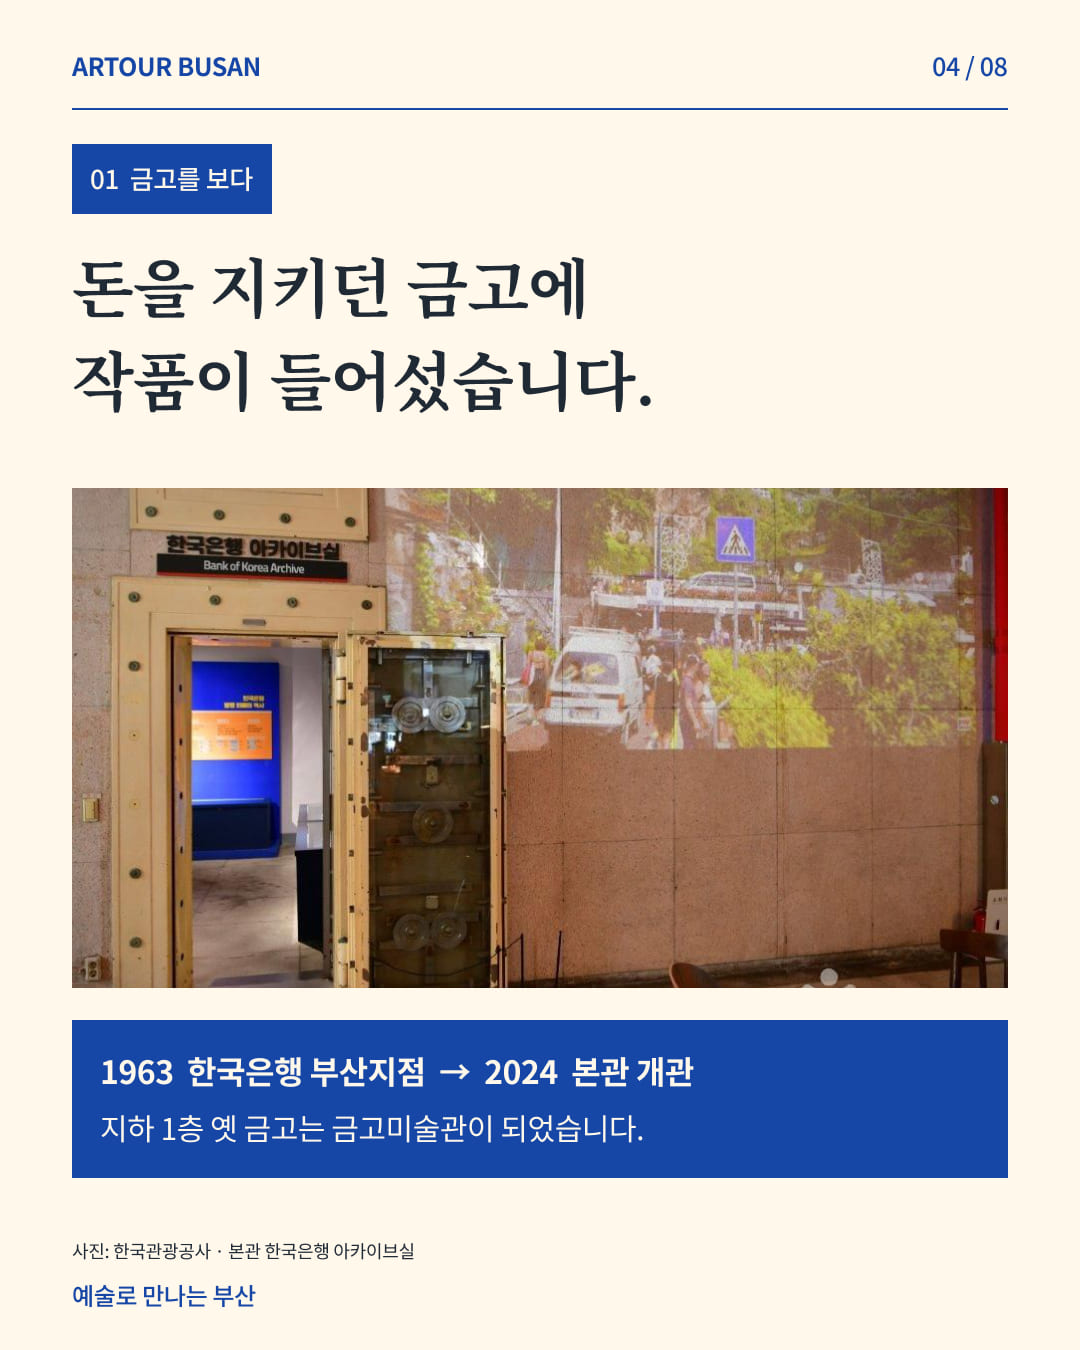 ARTOUR BUSAN
04 / 08
01 금고를 보다
돈을 지키던 금고에
작품이 들어섰습니다.
한국은행 아카이브실
Bank of Korea Archive
1963 한국은행 부산지점 → 2024 본관 개관
지하 1층 옛 금고는 금고미술관이 되었습니다.
사진: 한국관광공사 · 본관 한국은행 아카이브실
예술로 만나는 부산